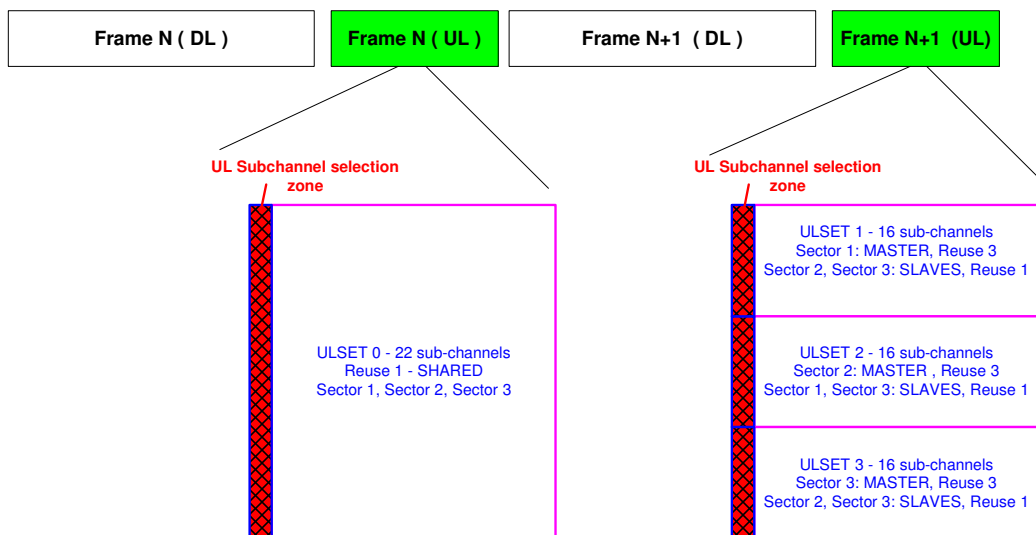 Frame N ( DL )
Frame N ( UL )
Frame N+1 ( DL )
Frame N+1 (UL)
UL Subchannel selection
zone
UL Subchannel selection
zone
ULSET 0 - 22 sub-channels
Reuse 1 - SHARED
Sector 1, Sector 2, Sector 3
ULSET 1 - 16 sub-channels
Sector 1: MASTER, Reuse 3
Sector 2, Sector 3: SLAVES, Reuse 1
ULSET 2 - 16 sub-channels
Sector 2: MASTER , Reuse 3
Sector 1, Sector 3: SLAVES, Reuse 1
ULSET 3 - 16 sub-channels
Sector 3: MASTER, Reuse 3
Sector 2, Sector 3: SLAVES, Reuse 1